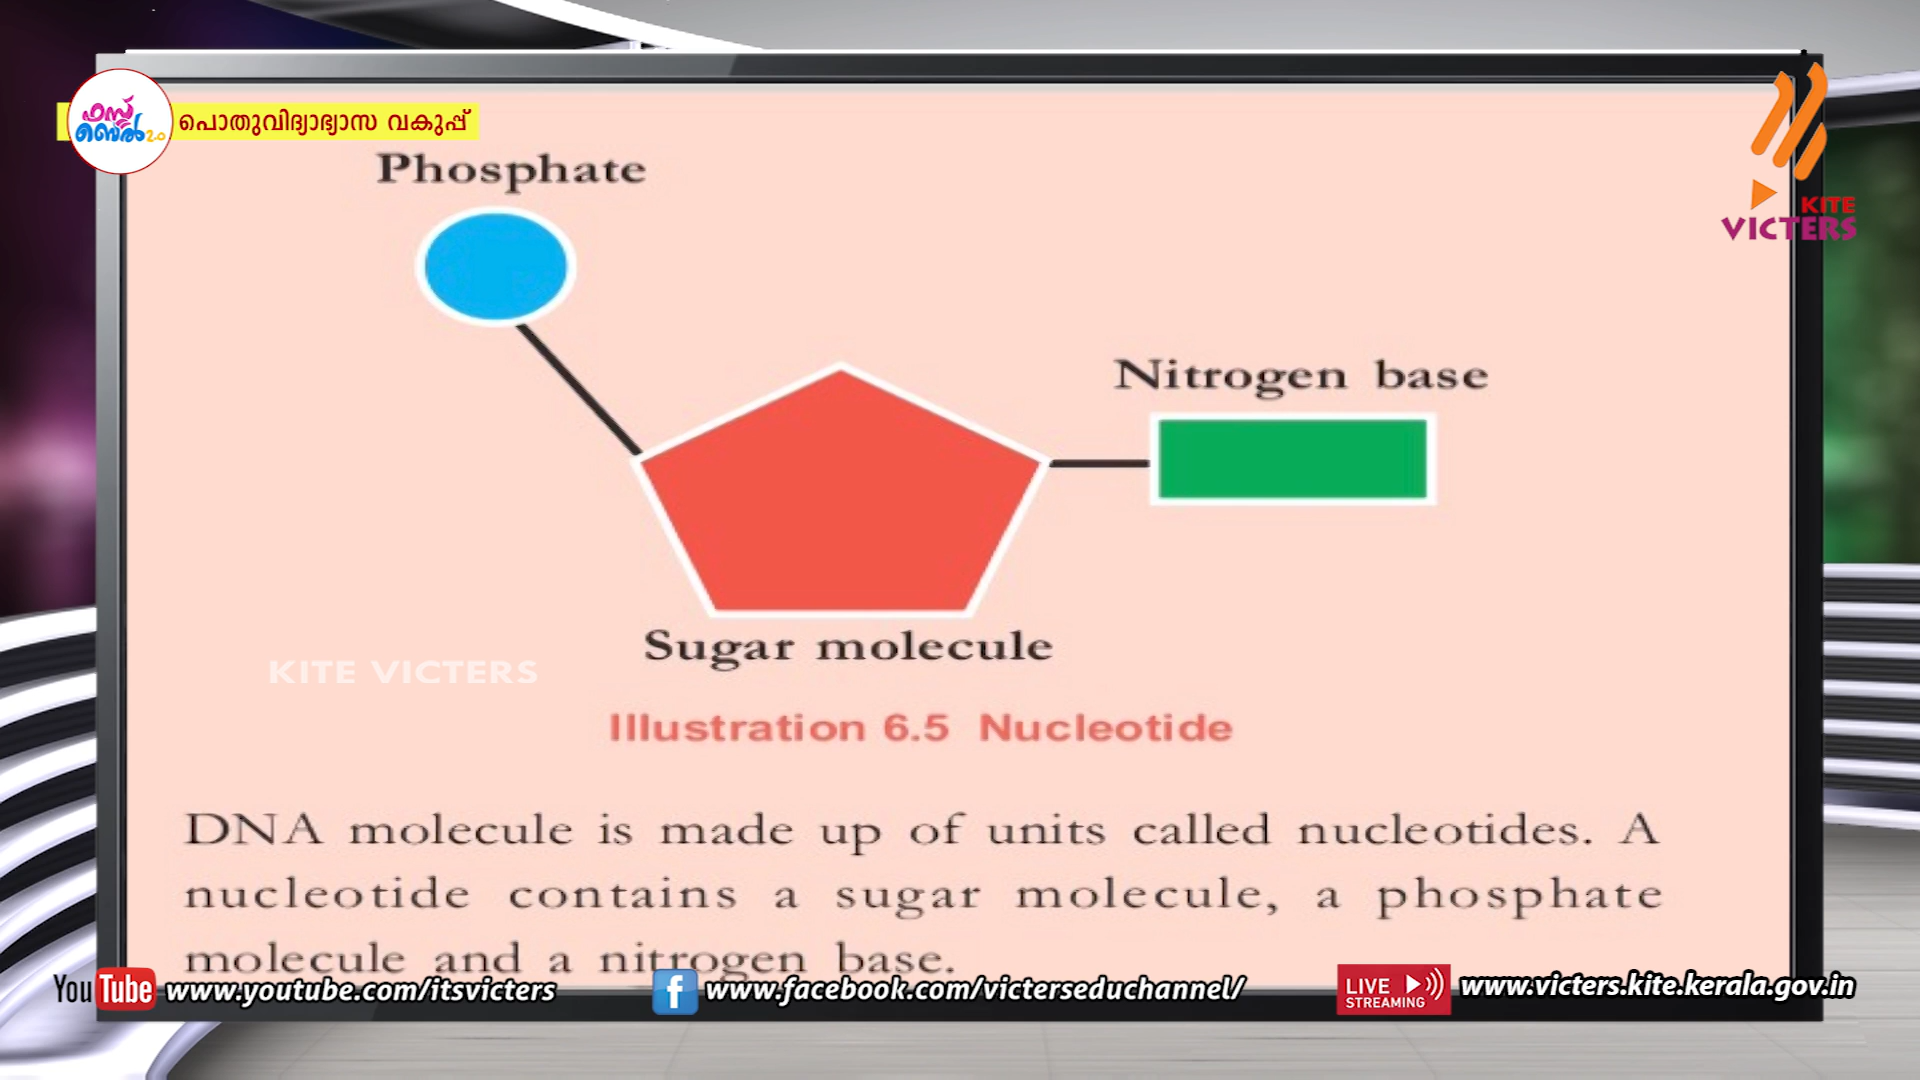 ഫസ്റ്റ്
ബെൽ 2.0
പൊതുവിദ്യാഭ്യാസ വകുപ്പ്
KITE
VICTERS
Phosphate
Nitrogen base
Sugar molecule
KITE VICTERS
Illustration 6.5 Nucleotide
DNA molecule is made up of units called nucleotides. A
nucleotide contains a sugar molecule, a phosphate
molecule and a nitrogen base.
YouTube www.youtube.com/itsvicters
f www.facebook.com/victerseduchannel/
LIVE
STREAMING
www.victers.kite.kerala.gov.in